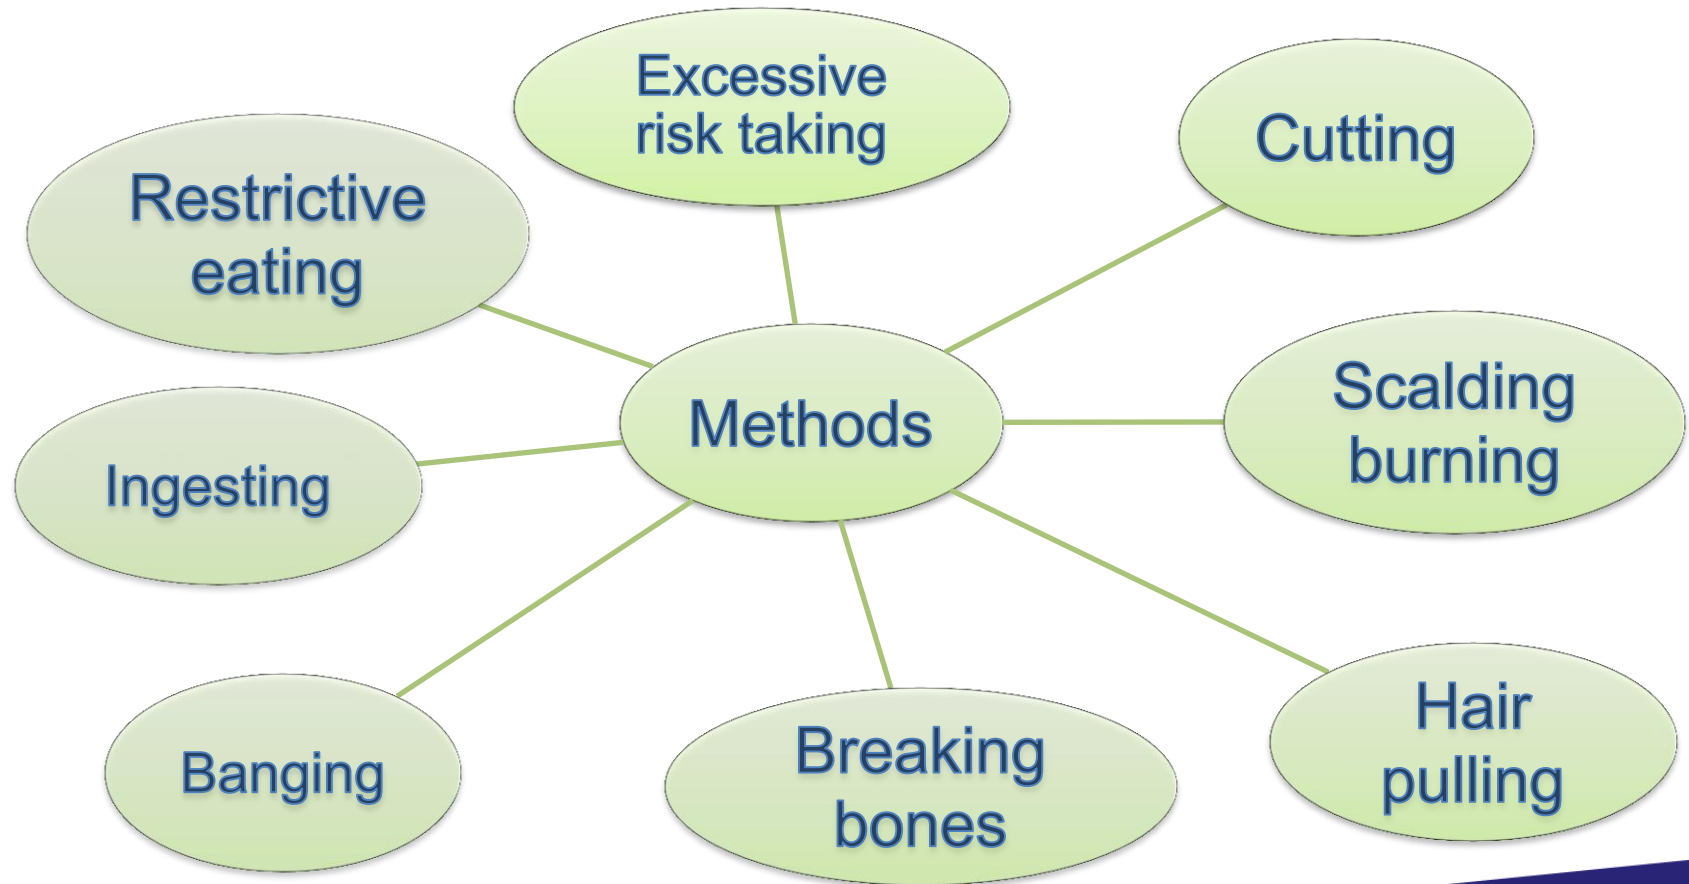 Excessive
risk taking
Cutting
Restrictive
eating
Scalding
burning
Methods
Ingesting
Hair
pulling
Breaking
bones
Banging